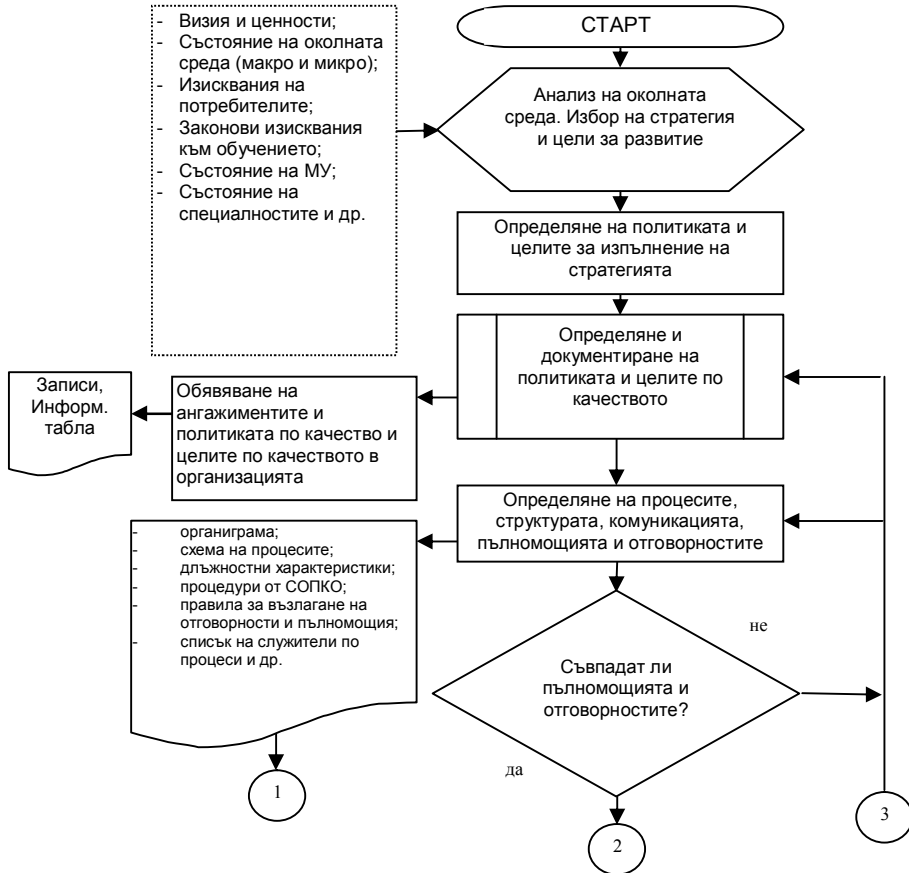 СТАРТ
- Визия и ценности;
- Състояние на околната
среда (макро и микро);
- Изисквания на
потребителите;
- Законови изисквания
към обучението;
- Състояние на МУ;
- Състояние на
специалностите и др.
Анализ на околната
среда. Избор на стратегия
и цели за развитие
Определяне на политиката и
целите за изпълнение на
стратегията
Определяне и
документиране на
политиката и целите по
качеството
Обявяване на
ангажиментите и
политиката по качество и
целите по качеството в
организацията
Записи,
Информ.
табла
Определяне на процесите,
структурата, комуникацията,
пълномощията и отговорностите
- органиграма;
- схема на процесите;
- длъжностни характеристики;
- процедури от СОПКО;
- правила за възлагане на
отговорности и пълномощия;
- списък на служители по
процеси и др.
не
Съвпадат ли
пълномощията и
отговорностите?
да
1
2
3